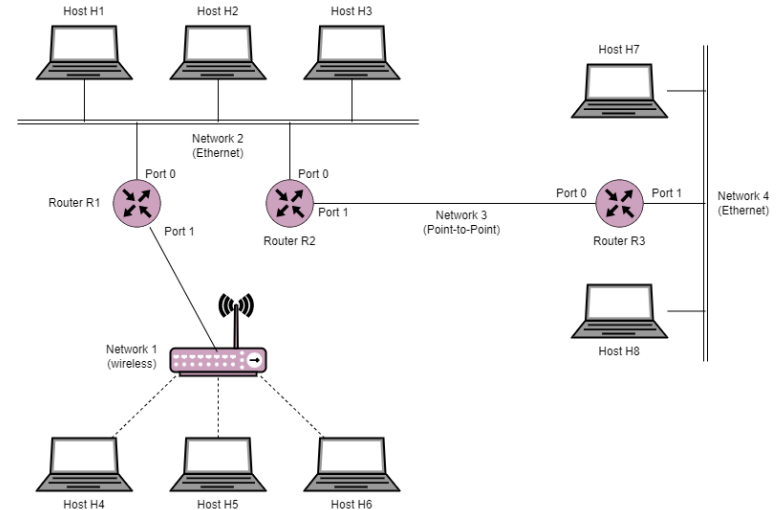 Host H1
Host H2
Host H3
Host H7
Network 2
(Ethernet)
Port 0
Port 0
Router R1
Port 1
Port 1
Router R2
Network 3
(Point-to-Point)
Port 0
Port 1
Router R3
Network 4
(Ethernet)
Network 1
(wireless)
Host H8
Host H4
Host H5
Host H6